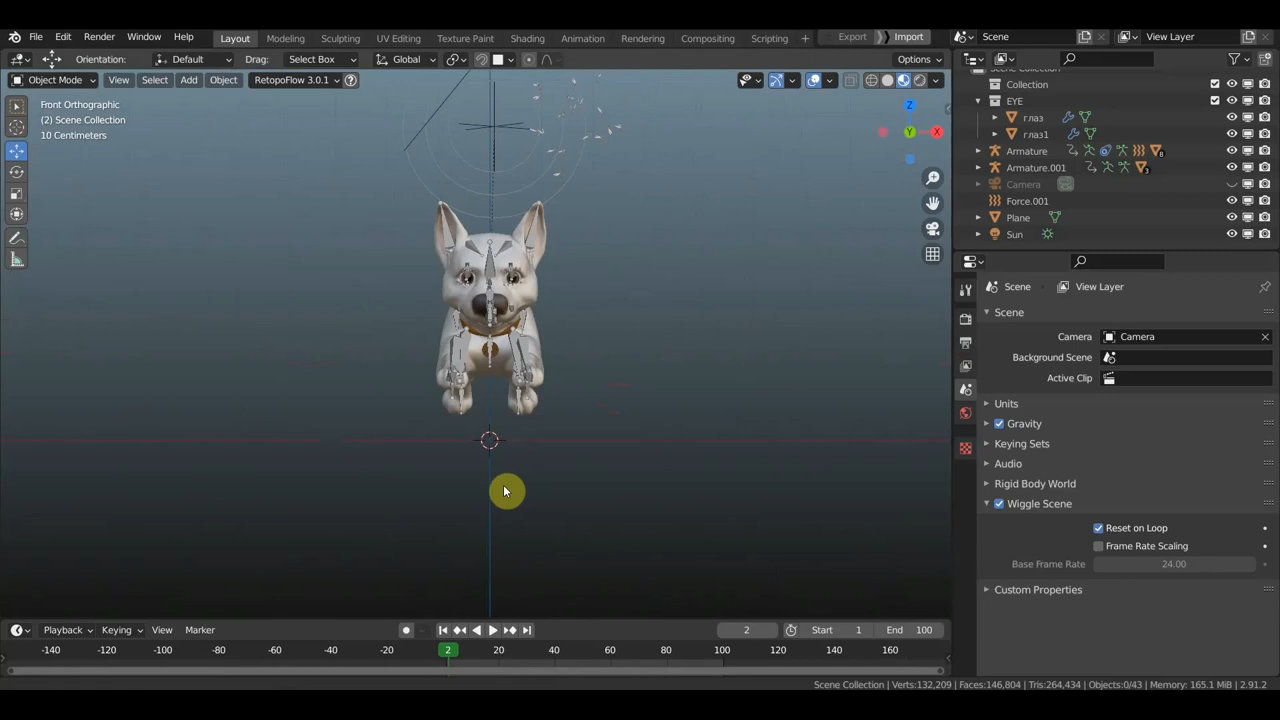 File Edit Render Window Help Layout Modeling Sculpting UV Editing Texture Paint Shading Animation Rendering Compositing Scripting + Export Import Scene View Layer
Orientation: Default Drag: Select Box Global Options
Object Mode View Select Add Object RetopoFlow 3.0.1
Front Orthographic
(2) Scene Collection
10 Centimeters
Z
Y
X
Scene Collection
Collection
EYE
глаз
глаз1
Armature
8
Armature.001
3
Camera
Force.001
Plane
Sun
Scene View Layer
Scene
Camera Camera
Background Scene
Active Clip
Units
Gravity
Keying Sets
Audio
Rigid Body World
Wiggle Scene
Reset on Loop
Frame Rate Scaling
Base Frame Rate 24.00
Custom Properties
Playback Keying View Marker 2 Start 1 End 100
-140 -120 -100 -80 -60 -40 -20 2 20 40 60 80 100 120 140 160
Scene Collection | Verts:132,209 | Faces:146,804 | Tris:264,434 | Objects:0/43 | Memory: 165.1 MiB | 2.91.2